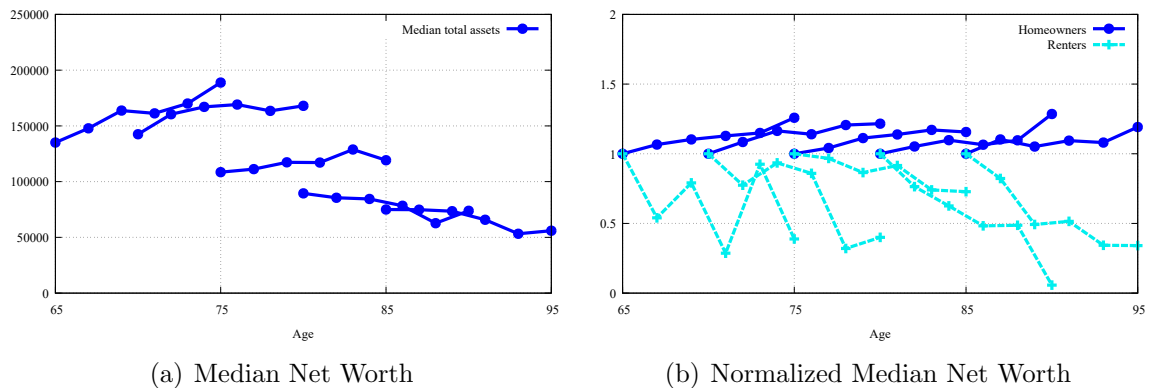 250000
200000
150000
100000
50000
0
65
75
85
95
Age
Median total assets
(a) Median Net Worth
2
1.5
1
0.5
0
65
75
85
95
Age
Homeowners
Renters
(b) Normalized Median Net Worth